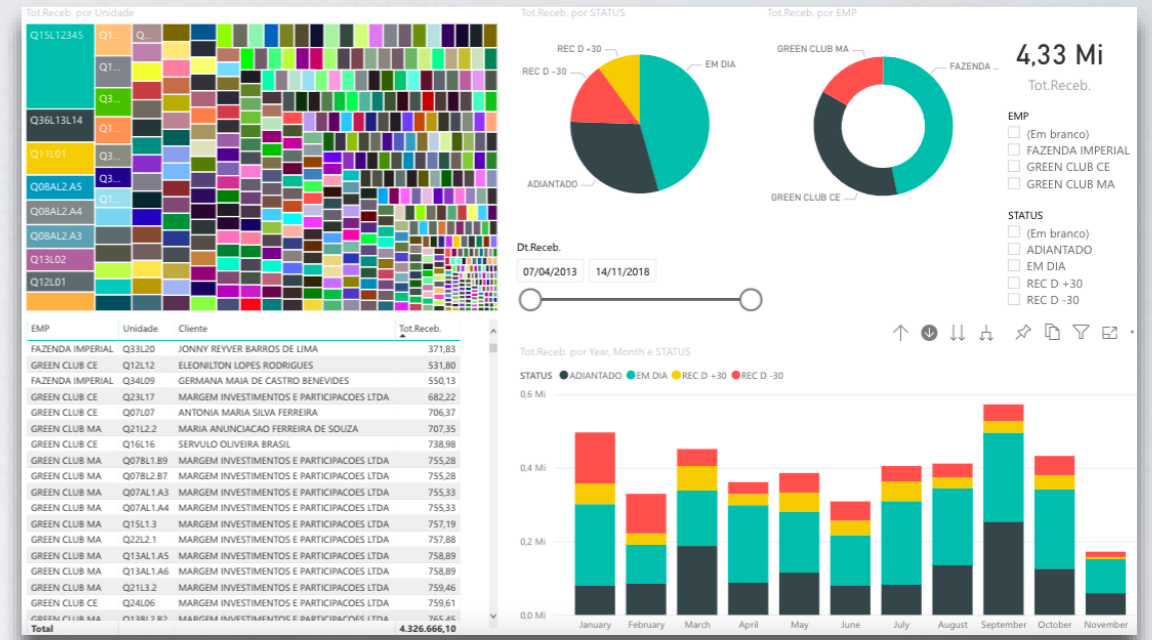 Tot.Receb. por Unidade
Q15L12345
Q1...
Q...
Q1...
Q3...
Q36L13L14
Q1...
Q11L01
Q3...
Q3...
Q08AL2.A5
Q1...
Q08AL2.A4
Q08AL2.A3
Q13L02
Q12L01
Tot.Receb. por STATUS
REC D +30
REC D -30
EM DIA
ADIANTADO
Tot.Receb. por EMP
GREEN CLUB MA
FAZENDA ...
GREEN CLUB CE
4,33 Mi
Tot.Receb.
EMP
(Em branco)
FAZENDA IMPERIAL
GREEN CLUB CE
GREEN CLUB MA
STATUS
(Em branco)
ADIANTADO
EM DIA
REC D +30
REC D -30
Dt.Receb.
07/04/2013 14/11/2018
EMP Unidade Cliente Tot.Receb.
FAZENDA IMPERIAL Q33L20 JONNY REYVER BARROS DE LIMA 371,83
GREEN CLUB CE Q12L12 ELEONILTON LOPES RODRIGUES 531,80
FAZENDA IMPERIAL Q34L09 GERMANA MAIA DE CASTRO BENEVIDES 550,13
GREEN CLUB CE Q23L17 MARGEM INVESTIMENTOS E PARTICIPACOES LTDA 682,22
GREEN CLUB CE Q07L07 ANTONIA MARIA SILVA FERREIRA 706,37
GREEN CLUB MA Q21L2.2 MARIA ANUNCIACAO FERREIRA DE SOUZA 707,35
GREEN CLUB CE Q16L16 SERVULO OLIVEIRA BRASIL 738,98
GREEN CLUB MA Q07BL1.B9 MARGEM INVESTIMENTOS E PARTICIPACOES LTDA 755,28
GREEN CLUB MA Q07BL2.B7 MARGEM INVESTIMENTOS E PARTICIPACOES LTDA 755,28
GREEN CLUB MA Q07AL1.A3 MARGEM INVESTIMENTOS E PARTICIPACOES LTDA 755,33
GREEN CLUB MA Q07AL1.A4 MARGEM INVESTIMENTOS E PARTICIPACOES LTDA 755,33
GREEN CLUB MA Q15L1.3 MARGEM INVESTIMENTOS E PARTICIPACOES LTDA 757,19
GREEN CLUB MA Q22L2.1 MARGEM INVESTIMENTOS E PARTICIPACOES LTDA 757,88
GREEN CLUB MA Q13AL1.A5 MARGEM INVESTIMENTOS E PARTICIPACOES LTDA 758,89
GREEN CLUB MA Q13AL1.A6 MARGEM INVESTIMENTOS E PARTICIPACOES LTDA 758,89
GREEN CLUB MA Q21L3.2 MARGEM INVESTIMENTOS E PARTICIPACOES LTDA 759,46
GREEN CLUB CE Q24L06 MARGEM INVESTIMENTOS E PARTICIPACOES LTDA 759,61
GREEN CLUB MA Q13BL2.B2 MARGEM INVESTIMENTOS E PARTICIPACOES LTDA 765,45
Total 4.326.666,10
Tot.Receb. por Year, Month e STATUS
STATUS ADIANTADO EM DIA REC D +30 REC D -30
0,6 Mi
0,4 Mi
0,2 Mi
0,0 Mi
January February March April May June July August September October November